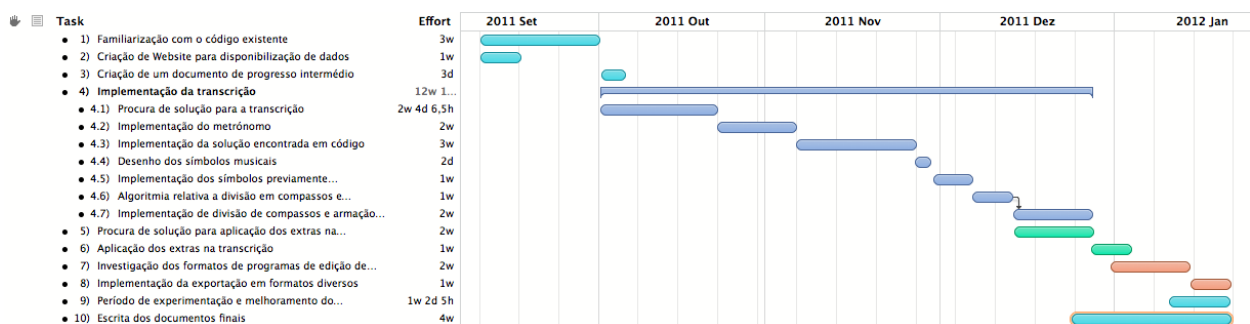 Task Effort 2011 Set 2011 Out 2011 Nov 2011 Dez 2012 Jan
1) Familiarização com o código existente 3w
2) Criação de Website para disponibilização de dados 1w
3) Criação de um documento de progresso intermédio 3d
4) Implementação da transcrição 12w 1...
4.1) Procura de solução para a transcrição 2w 4d 6,5h
4.2) Implementação do metrónomo 2w
4.3) Implementação da solução encontrada em código 3w
4.4) Desenho dos símbolos musicais 2d
4.5) Implementação dos símbolos previamente... 1w
4.6) Algoritmia relativa a divisão em compassos e... 1w
4.7) Implementação de divisão de compassos e armação... 2w
5) Procura de solução para aplicação dos extras na... 2w
6) Aplicação dos extras na transcrição 1w
7) Investigação dos formatos de programas de edição de... 2w
8) Implementação da exportação em formatos diversos 1w
9) Período de experimentação e melhoramento do... 1w 2d 5h
10) Escrita dos documentos finais 4w